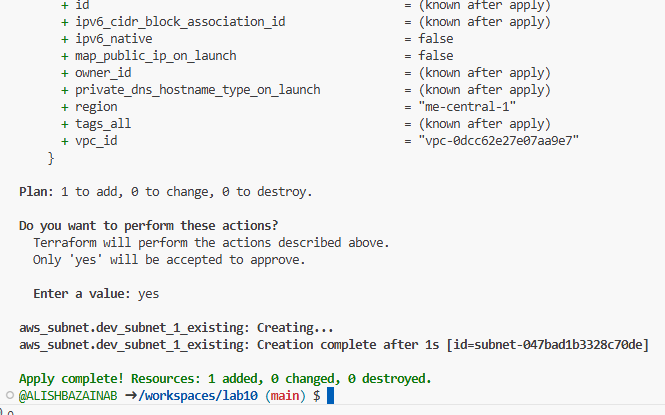 + id = (known after apply)
+ ipv6_cidr_block_association_id = (known after apply)
+ ipv6_native = false
+ map_public_ip_on_launch = false
+ owner_id = (known after apply)
+ private_dns_hostname_type_on_launch = (known after apply)
+ region = "me-central-1"
+ tags_all = (known after apply)
+ vpc_id = "vpc-0dcc62e27e07aa9e7"
}
Plan: 1 to add, 0 to change, 0 to destroy.
Do you want to perform these actions?
Terraform will perform the actions described above.
Only 'yes' will be accepted to approve.
Enter a value: yes
aws_subnet.dev_subnet_1_existing: Creating...
aws_subnet.dev_subnet_1_existing: Creation complete after 1s [id=subnet-047bad1b3328c70de]
Apply complete! Resources: 1 added, 0 changed, 0 destroyed.
@ALISHBAZAINAB ➜/workspaces/lab10 (main) $